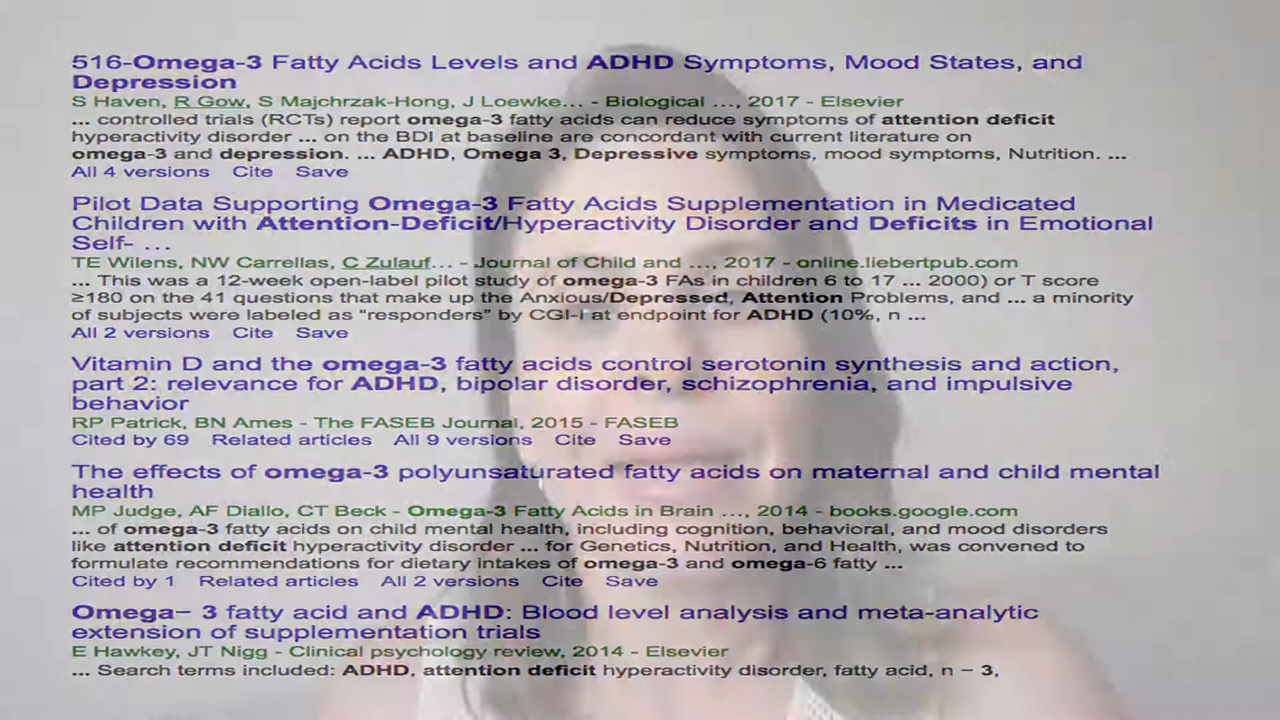 516-Omega-3 Fatty Acids Levels and ADHD Symptoms, Mood States, and
Depression
S Haven, R Gow, S Majchrzak-Hong, J Loewke… - Biological …, 2017 - Elsevier
... controlled trials (RCTs) report omega-3 fatty acids can reduce symptoms of attention deficit
hyperactivity disorder ... on the BDI at baseline are concordant with current literature on
omega-3 and depression. ... ADHD, Omega 3, Depressive symptoms, mood symptoms, Nutrition. ...
All 4 versions Cite Save
Pilot Data Supporting Omega-3 Fatty Acids Supplementation in Medicated
Children with Attention-Deficit/Hyperactivity Disorder and Deficits in Emotional
Self- …
TE Wilens, NW Carrellas, C Zulauf… - Journal of Child and …, 2017 - online.liebertpub.com
... This was a 12-week open-label pilot study of omega-3 FAs in children 6 to 17 ... 2000) or T score
≥180 on the 41 questions that make up the Anxious/Depressed, Attention Problems, and ... a minority
of subjects were labeled as “responders” by CGI-I at endpoint for ADHD (10%, n ...
All 2 versions Cite Save
Vitamin D and the omega-3 fatty acids control serotonin synthesis and action,
part 2: relevance for ADHD, bipolar disorder, schizophrenia, and impulsive
behavior
RP Patrick, BN Ames - The FASEB Journal, 2015 - FASEB
Cited by 69 Related articles All 9 versions Cite Save
The effects of omega-3 polyunsaturated fatty acids on maternal and child mental
health
MP Judge, AF Diallo, CT Beck - Omega-3 Fatty Acids in Brain …, 2014 - books.google.com
... of omega-3 fatty acids on child mental health, including cognition, behavioral, and mood disorders
like attention deficit hyperactivity disorder ... for Genetics, Nutrition, and Health, was convened to
formulate recommendations for dietary intakes of omega-3 and omega-6 fatty ...
Cited by 1 Related articles All 2 versions Cite Save
Omega− 3 fatty acid and ADHD: Blood level analysis and meta-analytic
extension of supplementation trials
E Hawkey, JT Nigg - Clinical psychology review, 2014 - Elsevier
... Search terms included: ADHD, attention deficit hyperactivity disorder, fatty acid, n − 3,